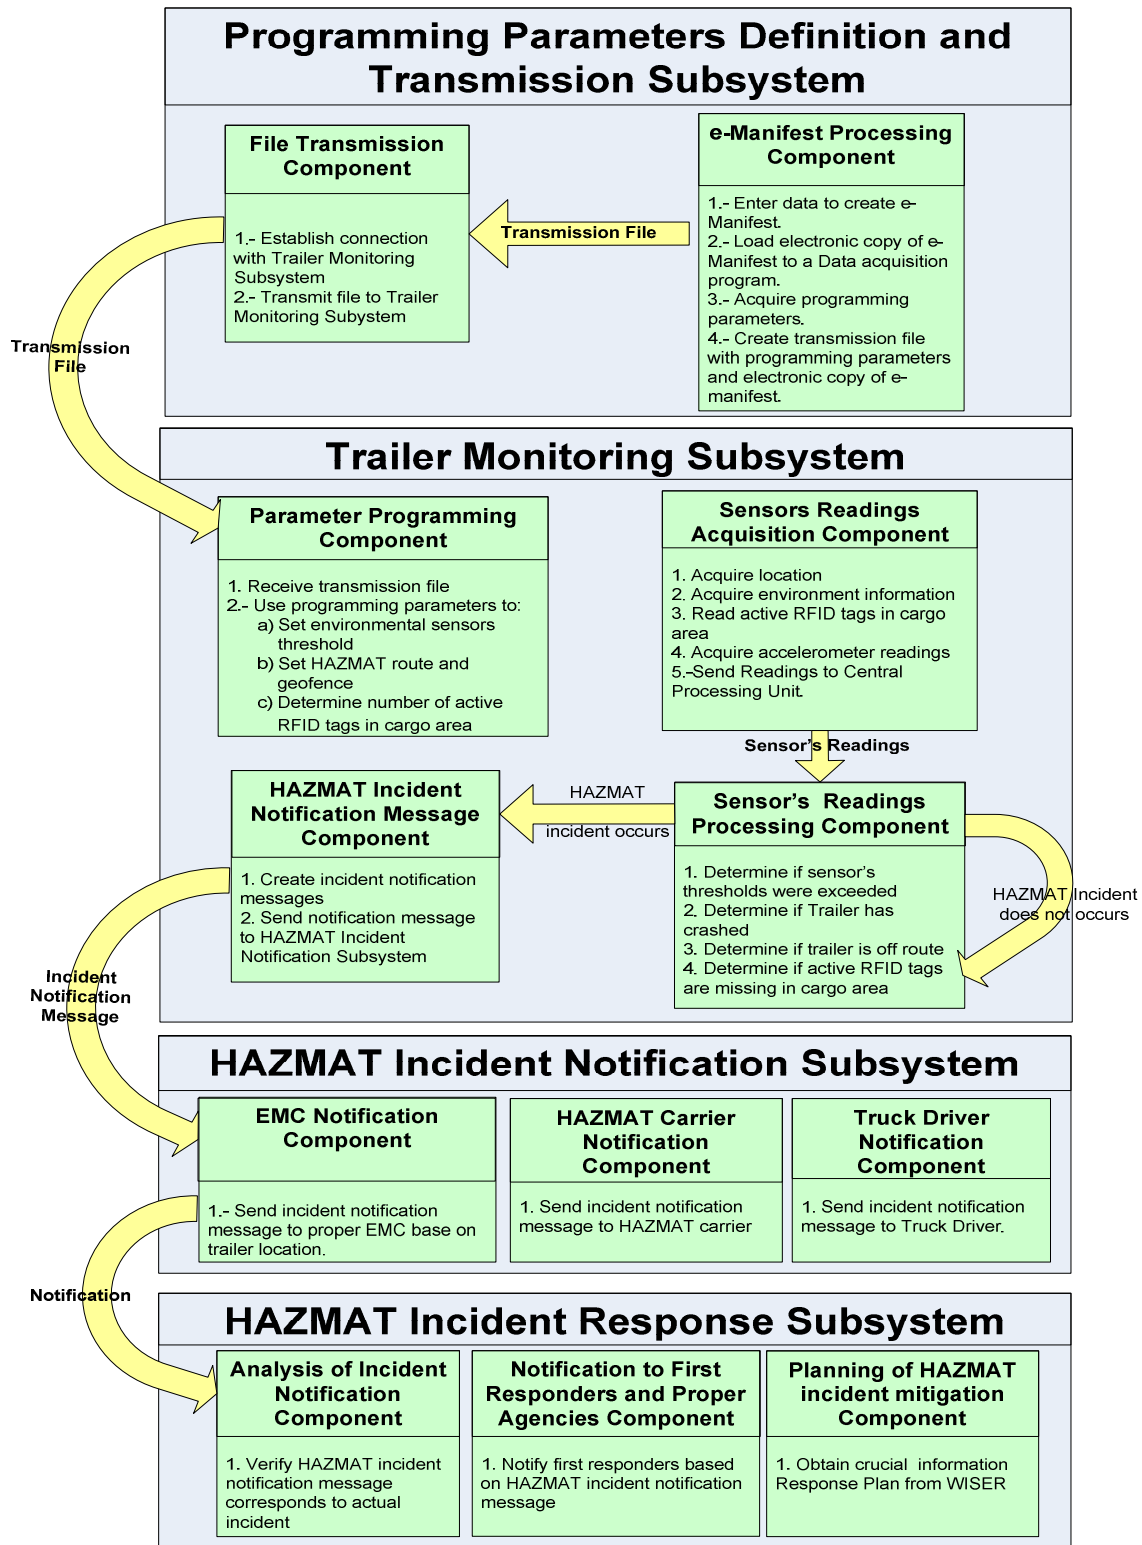 Programming Parameters Definition and
Transmission Subsystem
File Transmission
Component
1.- Establish connection
with Trailer Monitoring
Subsystem
2.- Transmit file to Trailer
Monitoring Subystem
Transmission File
e-Manifest Processing
Component
1.- Enter data to create e-
Manifest.
2.- Load electronic copy of e-
Manifest to a Data acquisition
program.
3.- Acquire programming
parameters.
4.- Create transmission file
with programming parameters
and electronic copy of e-
manifest.
Transmission
File
Trailer Monitoring Subsystem
Parameter Programming
Component
1. Receive transmission file
2.- Use programming parameters to:
a) Set environmental sensors
threshold
b) Set HAZMAT route and
geofence
c) Determine number of active
RFID tags in cargo area
Sensors Readings
Acquisition Component
1. Acquire location
2. Acquire environment information
3. Read active RFID tags in cargo
area
4. Acquire accelerometer readings
5.-Send Readings to Central
Processing Unit.
Sensor's Readings
HAZMAT Incident
Notification Message
Component
1. Create incident notification
messages
2. Send notification message
to HAZMAT Incident
Notification Subsystem
HAZMAT
incident occurs
Sensor's Readings
Processing Component
1. Determine if sensor's
thresholds were exceeded
2. Determine if Trailer has
crashed
3. Determine if trailer is off route
4. Determine if active RFID tags
are missing in cargo area
HAZMAT Incident
does not occurs
Incident
Notification
Message
HAZMAT Incident Notification Subsystem
EMC Notification
Component
1.- Send incident notification
message to proper EMC base on
trailer location.
HAZMAT Carrier
Notification
Component
1. Send incident notification
message to HAZMAT carrier
Truck Driver
Notification
Component
1. Send incident notification
message to Truck Driver.
Notification
HAZMAT Incident Response Subsystem
Analysis of Incident
Notification
Component
1. Verify HAZMAT incident
notification message
corresponds to actual
incident
Notification to First
Responders and Proper
Agencies Component
1. Notify first responders based
on HAZMAT incident notification
message
Planning of HAZMAT
incident mitigation
Component
1. Obtain crucial information
Response Plan from WISER